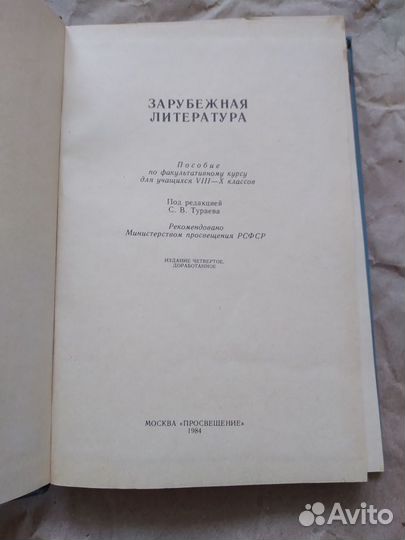 ЗАРУБЕЖНАЯ
ЛИТЕРАТУРА
Пособие
по факультативному курсу
для учащихся VIII—X классов
Под редакцией
С. В. Тураева
Рекомендовано
Министерством просвещения РСФСР
ИЗДАНИЕ ЧЕТВЕРТОЕ,
ДОРАБОТАННОЕ
МОСКВА «ПРОСВЕЩЕНИЕ»
1984
Avito